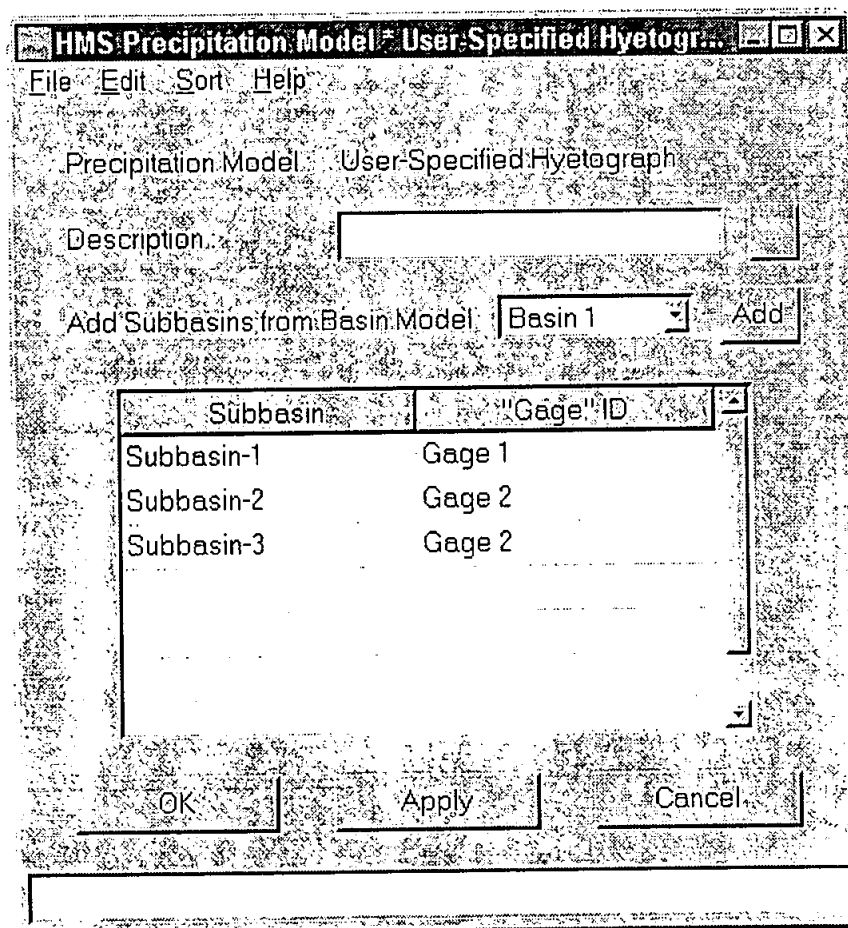 HMS Precipitation Model * User-Specified Hyetogr...
File Edit Sort Help
Precipitation Model: User-Specified Hyetograph
Description :
Add Subbasins from Basin Model Basin 1 Add
Subbasin "Gage" ID
Subbasin-1 Gage 1
Subbasin-2 Gage 2
Subbasin-3 Gage 2
OK Apply Cancel